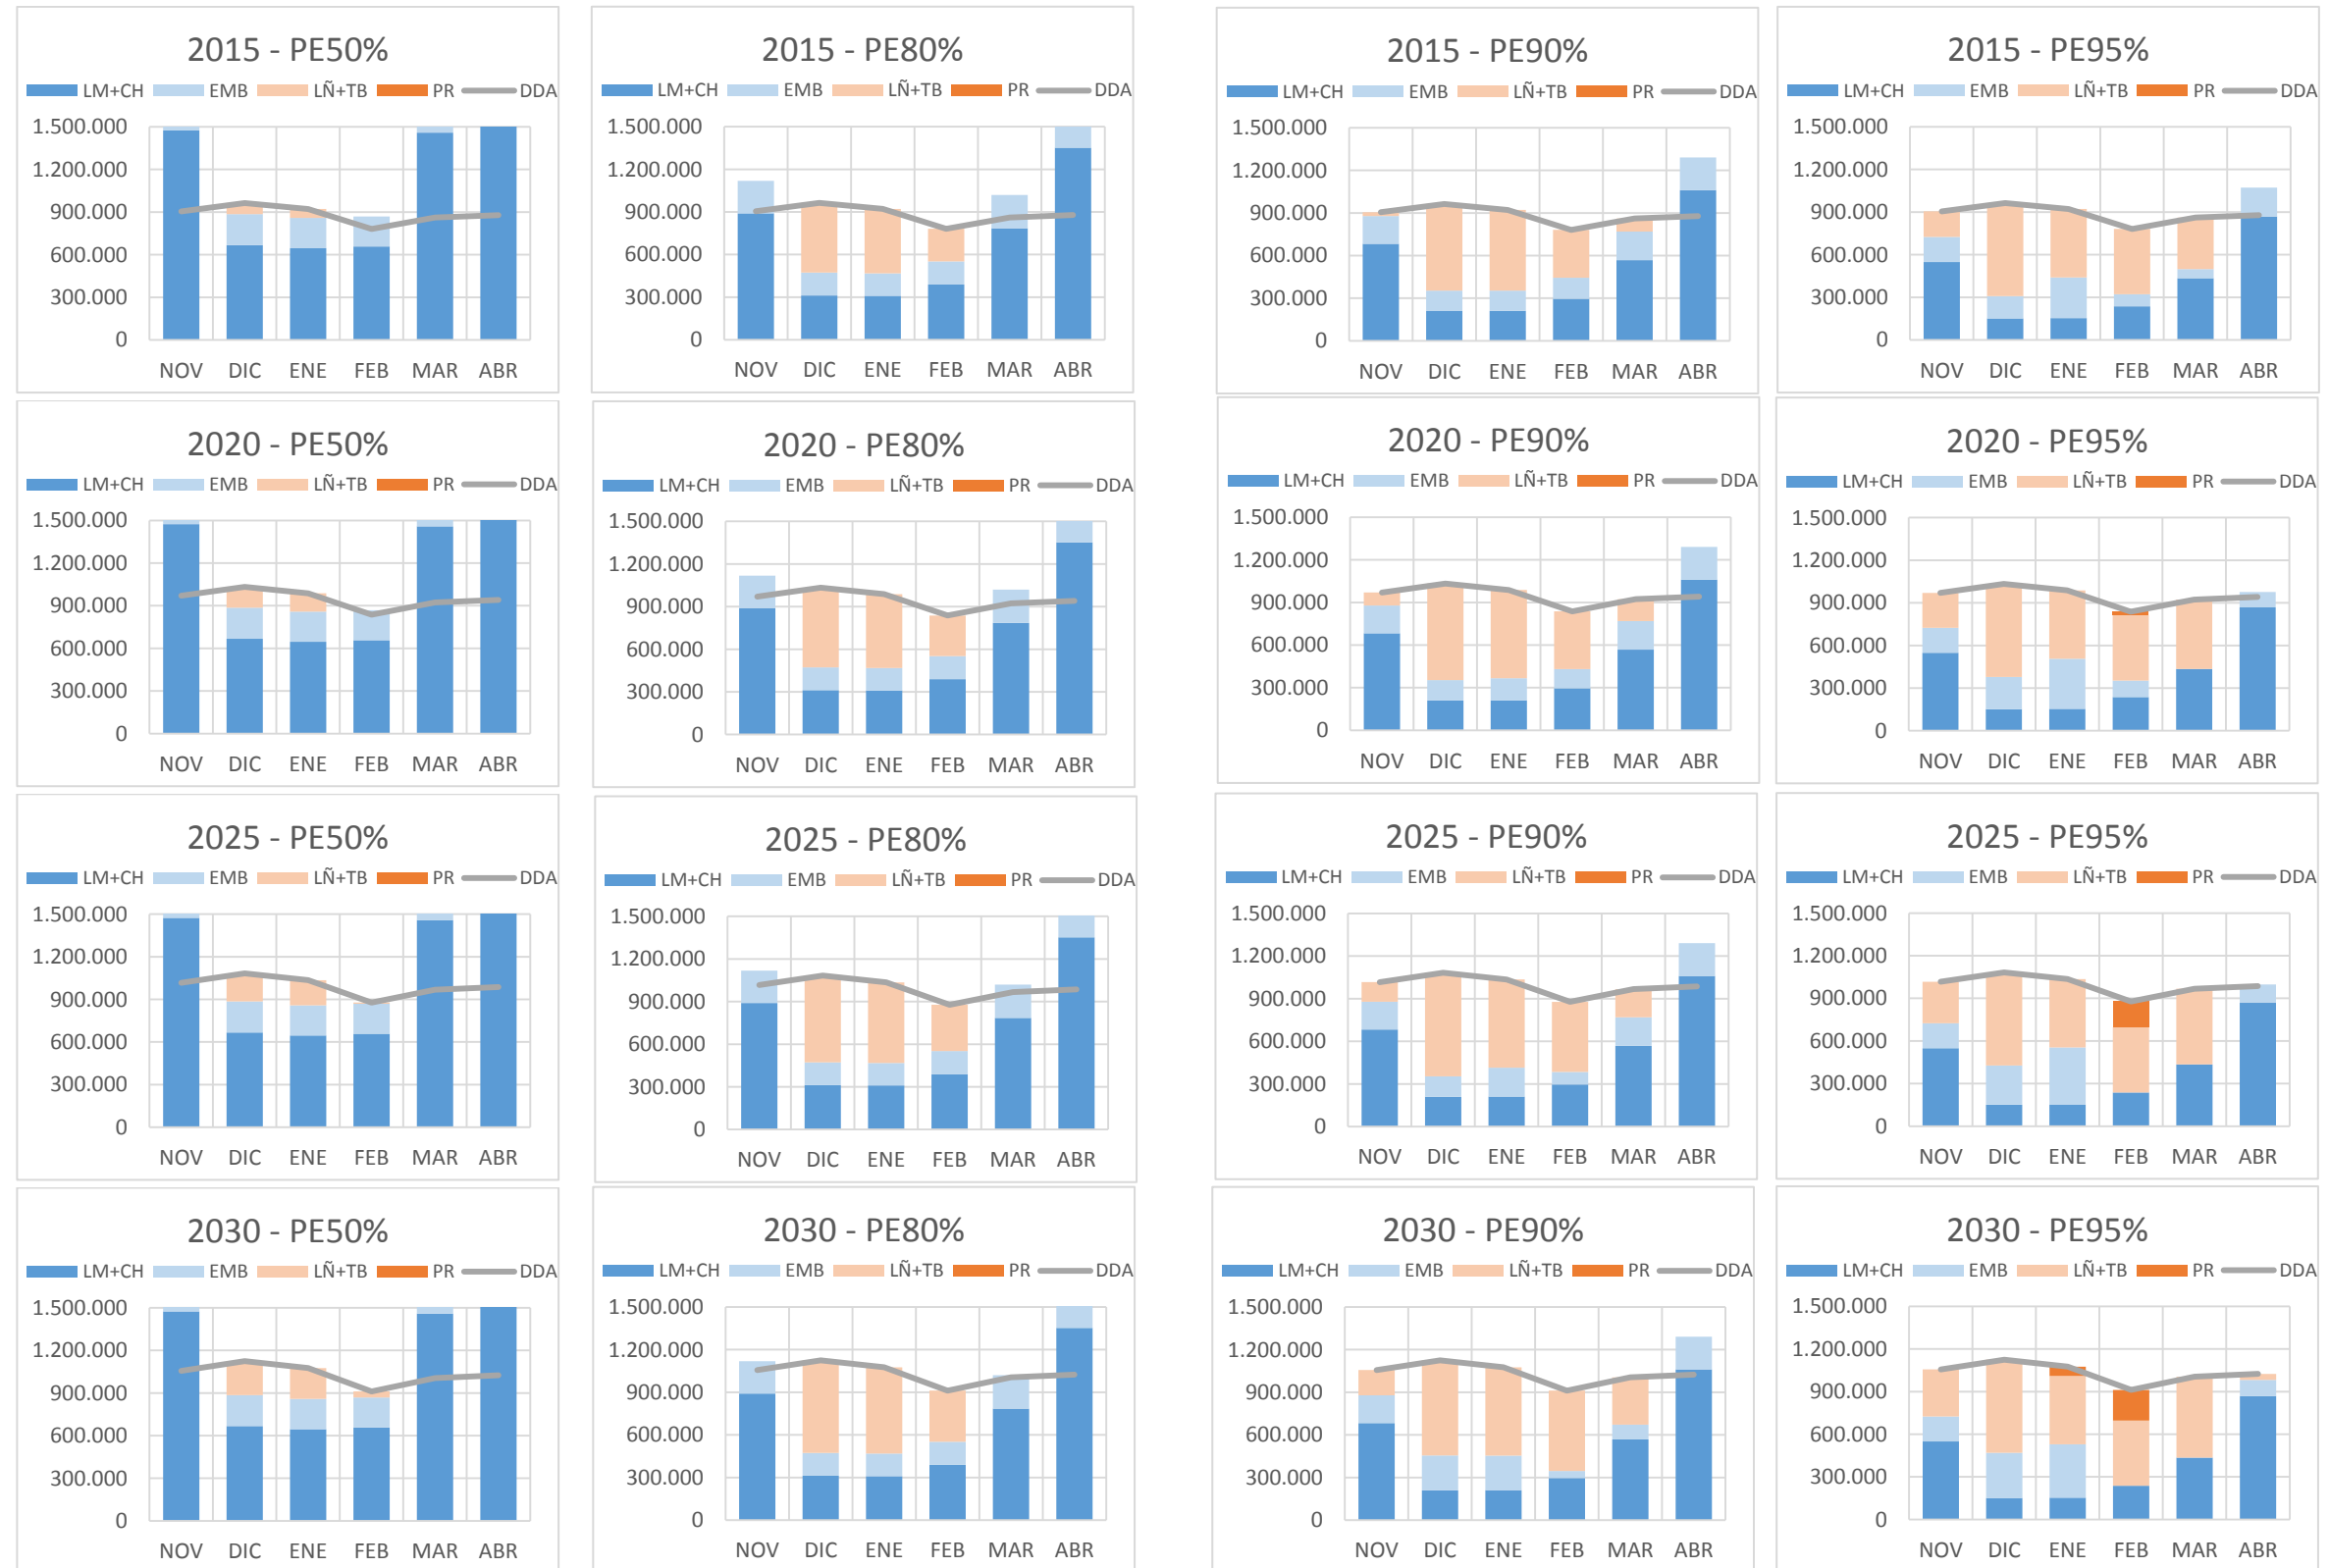 2015 - PE50%
LM+CH EMB LÑ+TB PR DDA
1.500.000
1.200.000
900.000
600.000
300.000
0
NOV DIC ENE FEB MAR ABR
2015 - PE80%
LM+CH EMB LÑ+TB PR DDA
1.500.000
1.200.000
900.000
600.000
300.000
0
NOV DIC ENE FEB MAR ABR
2015 - PE90%
LM+CH EMB LÑ+TB PR DDA
1.500.000
1.200.000
900.000
600.000
300.000
0
NOV DIC ENE FEB MAR ABR
2015 - PE95%
LM+CH EMB LÑ+TB PR DDA
1.500.000
1.200.000
900.000
600.000
300.000
0
NOV DIC ENE FEB MAR ABR
2020 - PE50%
LM+CH EMB LÑ+TB PR DDA
1.500.000
1.200.000
900.000
600.000
300.000
0
NOV DIC ENE FEB MAR ABR
2020 - PE80%
LM+CH EMB LÑ+TB PR DDA
1.500.000
1.200.000
900.000
600.000
300.000
0
NOV DIC ENE FEB MAR ABR
2020 - PE90%
LM+CH EMB LÑ+TB PR DDA
1.500.000
1.200.000
900.000
600.000
300.000
0
NOV DIC ENE FEB MAR ABR
2020 - PE95%
LM+CH EMB LÑ+TB PR DDA
1.500.000
1.200.000
900.000
600.000
300.000
0
NOV DIC ENE FEB MAR ABR
2025 - PE50%
LM+CH EMB LÑ+TB PR DDA
1.500.000
1.200.000
900.000
600.000
300.000
0
NOV DIC ENE FEB MAR ABR
2025 - PE80%
LM+CH EMB LÑ+TB PR DDA
1.500.000
1.200.000
900.000
600.000
300.000
0
NOV DIC ENE FEB MAR ABR
2025 - PE90%
LM+CH EMB LÑ+TB PR DDA
1.500.000
1.200.000
900.000
600.000
300.000
0
NOV DIC ENE FEB MAR ABR
2025 - PE95%
LM+CH EMB LÑ+TB PR DDA
1.500.000
1.200.000
900.000
600.000
300.000
0
NOV DIC ENE FEB MAR ABR
2030 - PE50%
LM+CH EMB LÑ+TB PR DDA
1.500.000
1.200.000
900.000
600.000
300.000
0
NOV DIC ENE FEB MAR ABR
2030 - PE80%
LM+CH EMB LÑ+TB PR DDA
1.500.000
1.200.000
900.000
600.000
300.000
0
NOV DIC ENE FEB MAR ABR
2030 - PE90%
LM+CH EMB LÑ+TB PR DDA
1.500.000
1.200.000
900.000
600.000
300.000
0
NOV DIC ENE FEB MAR ABR
2030 - PE95%
LM+CH EMB LÑ+TB PR DDA
1.500.000
1.200.000
900.000
600.000
300.000
0
NOV DIC ENE FEB MAR ABR